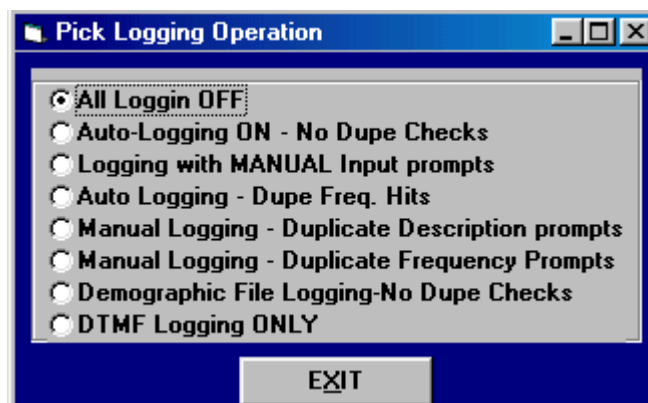 Pick Logging Operation
All Loggin OFF
Auto-Logging ON - No Dupe Checks
Logging with MANUAL Input prompts
Auto Logging - Dupe Freq. Hits
Manual Logging - Duplicate Description prompts
Manual Logging - Duplicate Frequency Prompts
Demographic File Logging-No Dupe Checks
DTMF Logging ONLY
EXIT